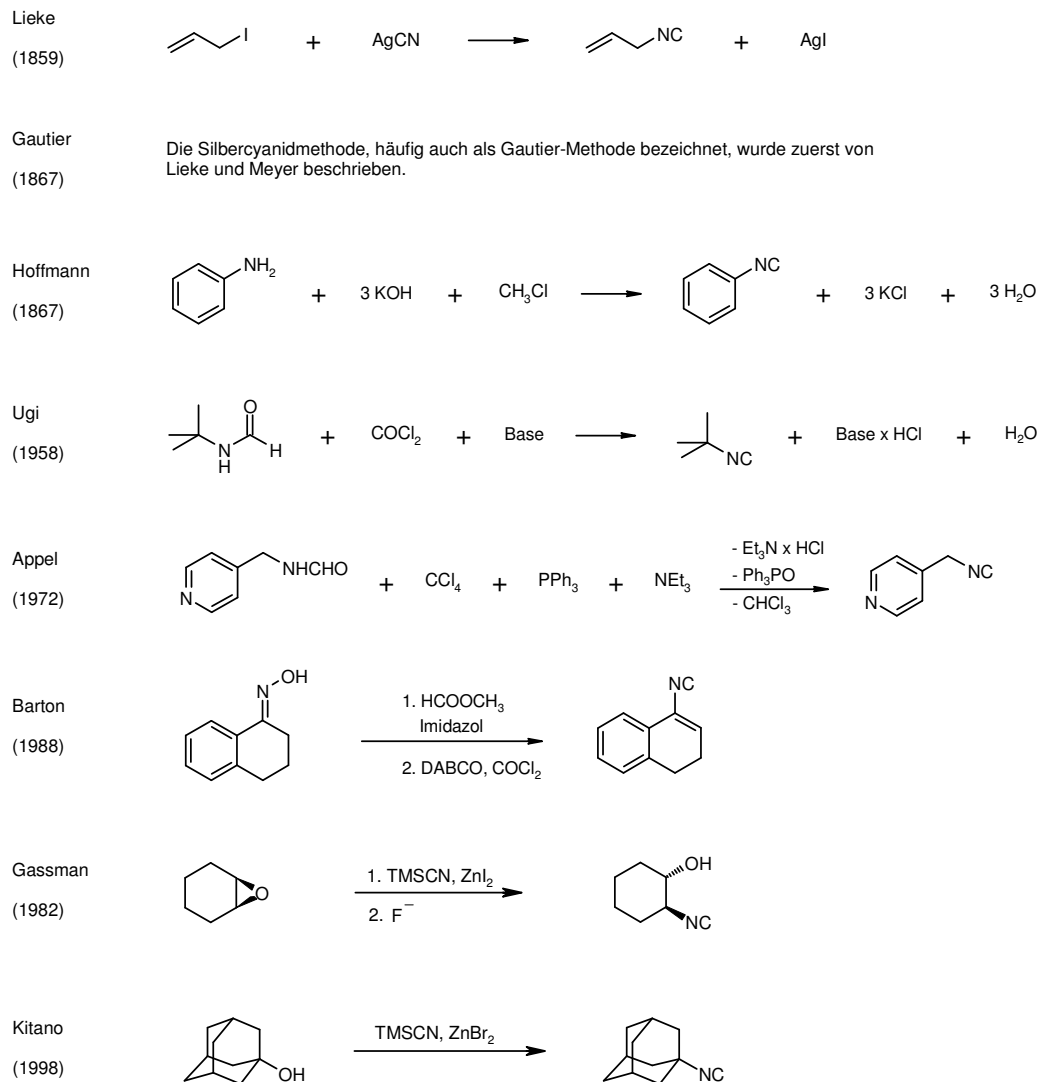 Lieke
(1859)
I + AgCN NC + AgI
Gautier
(1867)
Die Silbercyanidmethode, häufig auch als Gautier-Methode bezeichnet, wurde zuerst von
Lieke und Meyer beschrieben.
Hoffmann
(1867)
NH₂ + 3 KOH + CH₃Cl NC + 3 KCl + 3 H₂O
Ugi
(1958)
O
N H H + COCl₂ + Base NC + Base x HCl + H₂O
Appel
(1972)
N NHCHO + CCl₄ + PPh₃ + NEt₃
- Et₃N x HCl
- Ph₃PO
- CHCl₃
N NC
Barton
(1988)
N OH
1. HCOOCH₃
Imidazol
2. DABCO, COCl₂
NC
Gassman
(1982)
O
1. TMSCN, ZnI₂
2. F⁻
OH
NC
Kitano
(1998)
OH
TMSCN, ZnBr₂
NC